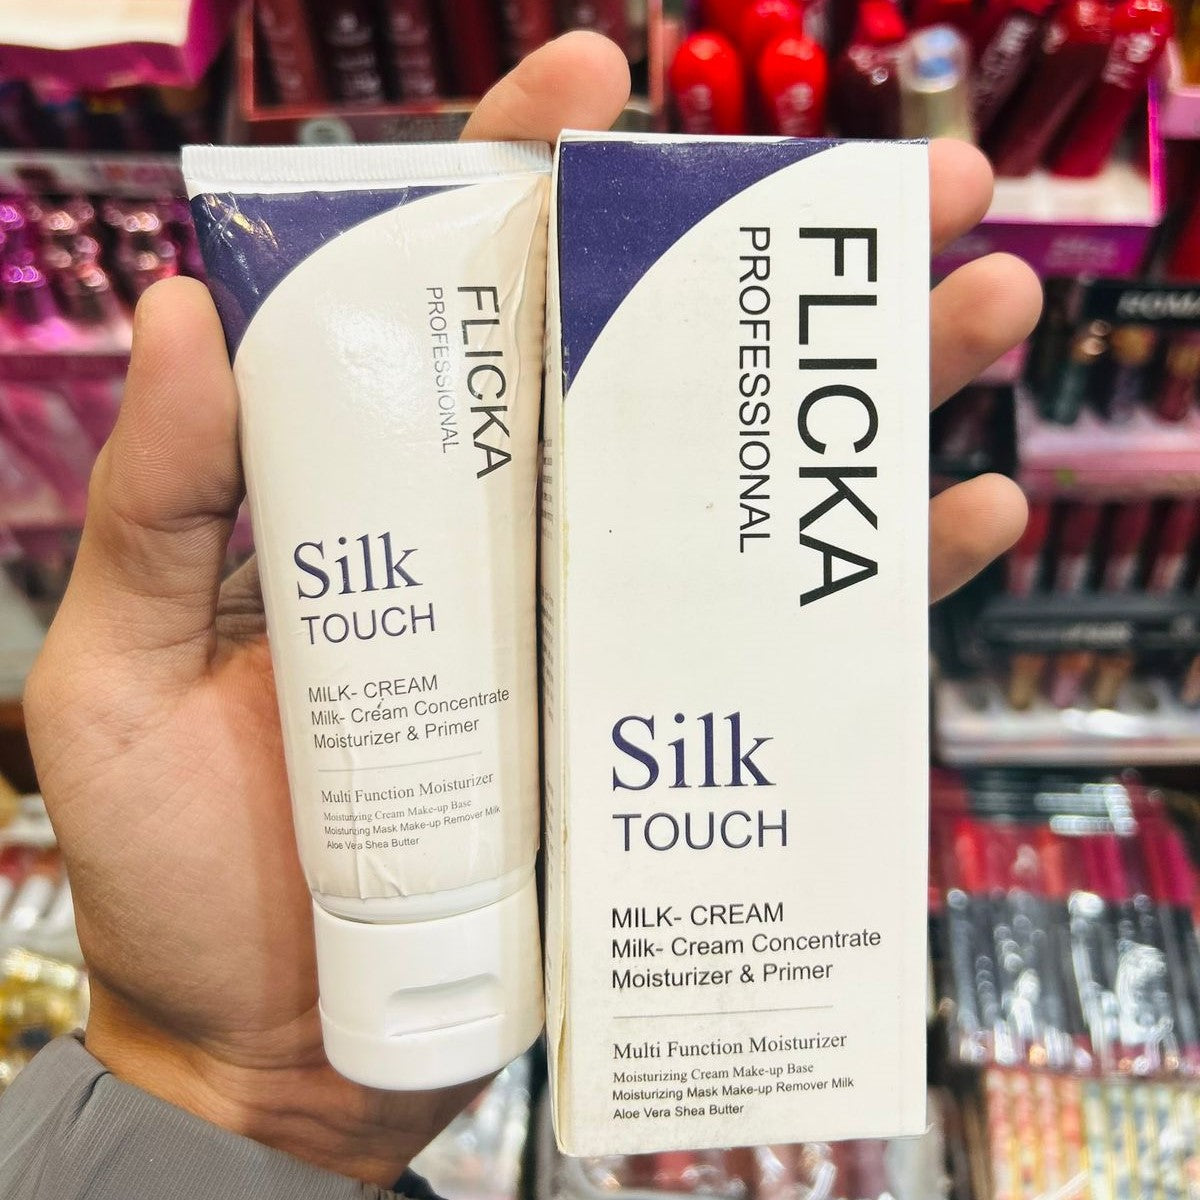 FLICKA
PROFESSIONAL
Silk
TOUCH
MILK- CREAM
Milk- Cream Concentrate
Moisturizer & Primer
Multi Function Moisturizer
Moisturizing Cream Make-up Base
Moisturizing Mask Make-up Remover Milk
Aloe Vera Shea Butter
FLICKA
PROFESSIONAL
Silk
TOUCH
MILK- CREAM
Milk- Cream Concentrate
Moisturizer & Primer
Multi Function Moisturizer
Moisturizing Cream Make-up Base
Moisturizing Mask Make-up Remover Milk
Aloe Vera Shea Butter